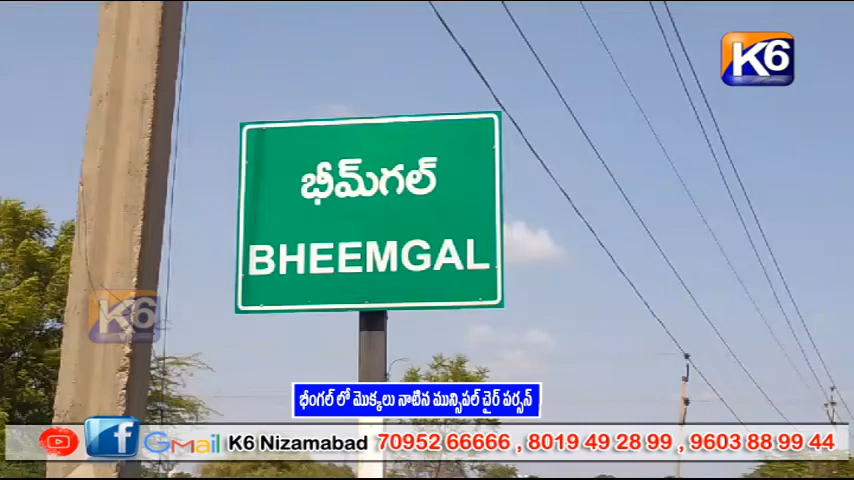 K6
భీమ్‌గల్
BHEEMGAL
K6
భీంగల్ లో మొక్కలు నాటిన మున్సిపల్ చైర్ పర్సన్
f Gmail K6 Nizamabad 70952 66666, 8019 49 28 99, 9603 88 99 44